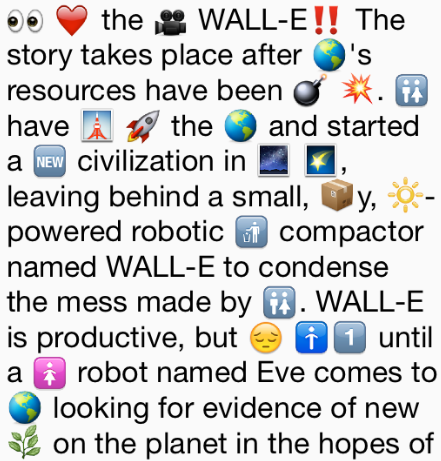 👀 ❤️ the 🎥 WALL-E‼️ The
story takes place after 🌎's
resources have been 💣 💥. 🚻
have 🗼 🚀 the 🌎 and started
a 🆕 civilization in 🌌 🌠,
leaving behind a small, 📦y, 🔆-
powered robotic 🚮 compactor
named WALL-E to condense
the mess made by 🚻. WALL-E
is productive, but 😔 🚹1️⃣ until
a 🚺 robot named Eve comes to
🌎 looking for evidence of new
🌿 on the planet in the hopes of